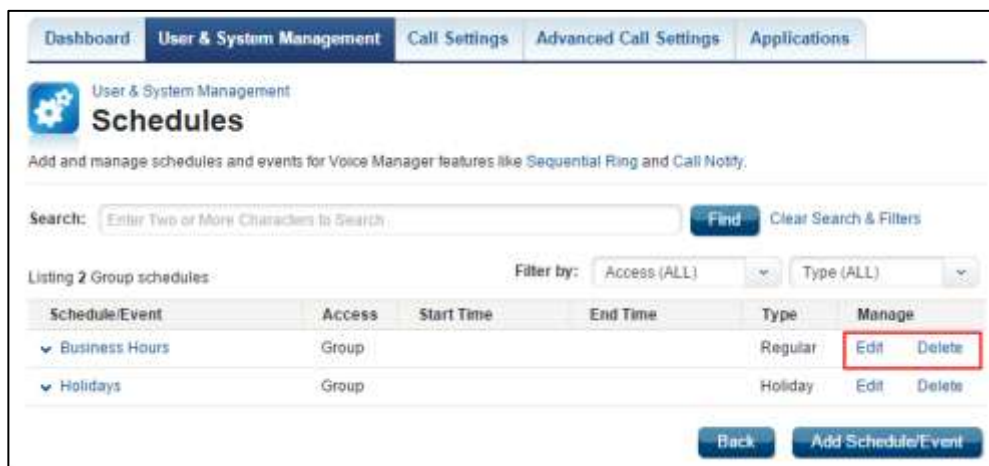 Dashboard User & System Management Call Settings Advanced Call Settings Applications
User & System Management
Schedules
Add and manage schedules and events for Voice Manager features like Sequential Ring and Call Notify.
Search: Enter Two or More Characters to Search Find Clear Search & Filters
Listing 2 Group schedules Filter by: Access (ALL) Type (ALL)
Schedule/Event Access Start Time End Time Type Manage
Business Hours Group Regular Edit Delete
Holidays Group Holiday Edit Delete
Back Add Schedule/Event